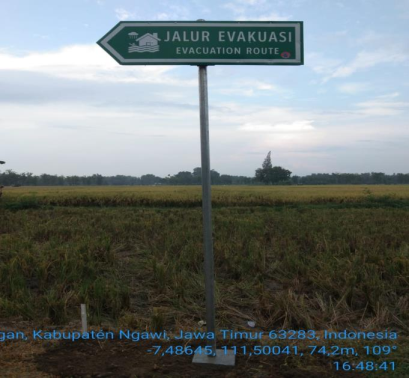 JALUR EVAKUASI
EVACUATION ROUTE
gan, Kabupaten Ngawi, Jawa Timur 63283, Indonesia
-7,48645, 111,50041, 74,2m, 109°
16:48:41